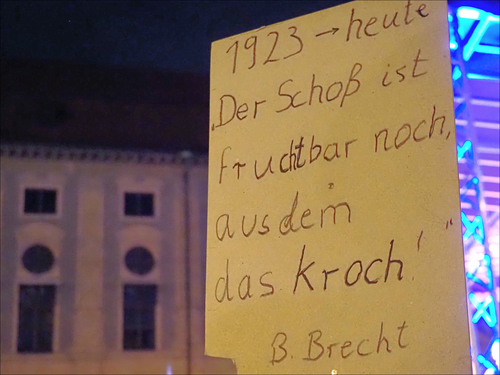 1923 → heute
„Der Schoß ist
fruchtbar noch,
aus dem
das kroch!"
B. Brecht